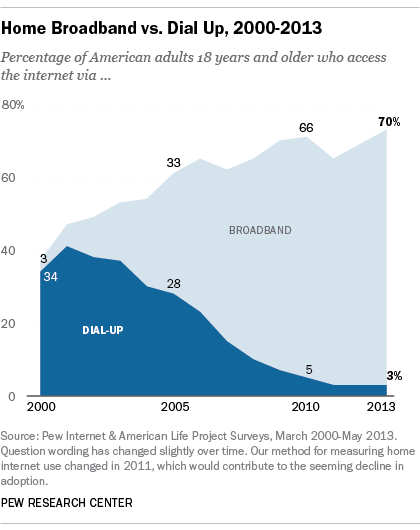 Home Broadband vs. Dial Up, 2000-2013
Percentage of American adults 18 years and older who access
the internet via ...
80%
70%
66
33
60
BROADBAND
40
3
34
28
20
DIAL-UP
5
3%
0
2000
2005
2010
2013
Source: Pew Internet & American Life Project Surveys, March 2000-May 2013.
Question wording has changed slightly over time. Our method for measuring home
internet use changed in 2011, which would contribute to the seeming decline in
adoption.
PEW RESEARCH CENTER